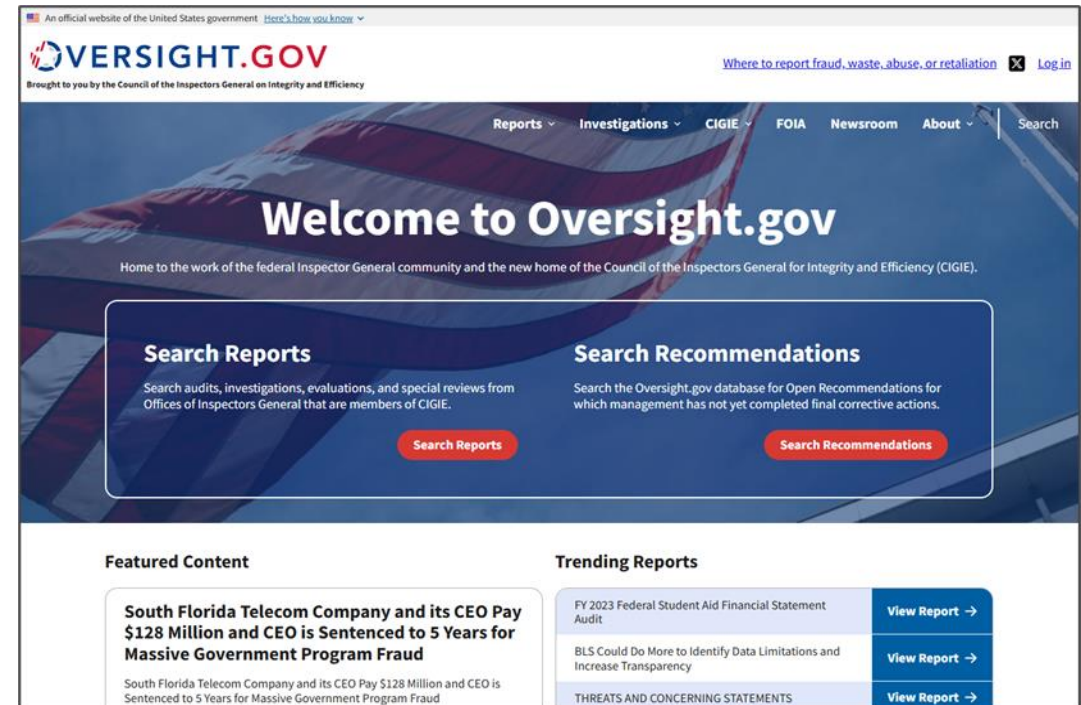 An official website of the United States government Here's how you know
OVERSIGHT.GOV
Brought to you by the Council of the Inspectors General on Integrity and Efficiency
Where to report fraud, waste, abuse, or retaliation X Log in
Reports Investigations CIGIE FOIA Newsroom About Search
Welcome to Oversight.gov
Home to the work of the federal Inspector General community and the new home of the Council of the Inspectors General for Integrity and Efficiency (CIGIE).
Search Reports
Search audits, investigations, evaluations, and special reviews from
Offices of Inspectors General that are members of CIGIE.
Search Reports
Search Recommendations
Search the Oversight.gov database for Open Recommendations for
which management has not yet completed final corrective actions.
Search Recommendations
Featured Content
South Florida Telecom Company and its CEO Pay
$128 Million and CEO is Sentenced to 5 Years for
Massive Government Program Fraud
South Florida Telecom Company and its CEO Pay $128 Million and CEO is
Sentenced to 5 Years for Massive Government Program Fraud
Trending Reports
FY 2023 Federal Student Aid Financial Statement
Audit
View Report →
BLS Could Do More to Identify Data Limitations and
Increase Transparency
View Report →
THREATS AND CONCERNING STATEMENTS
View Report →